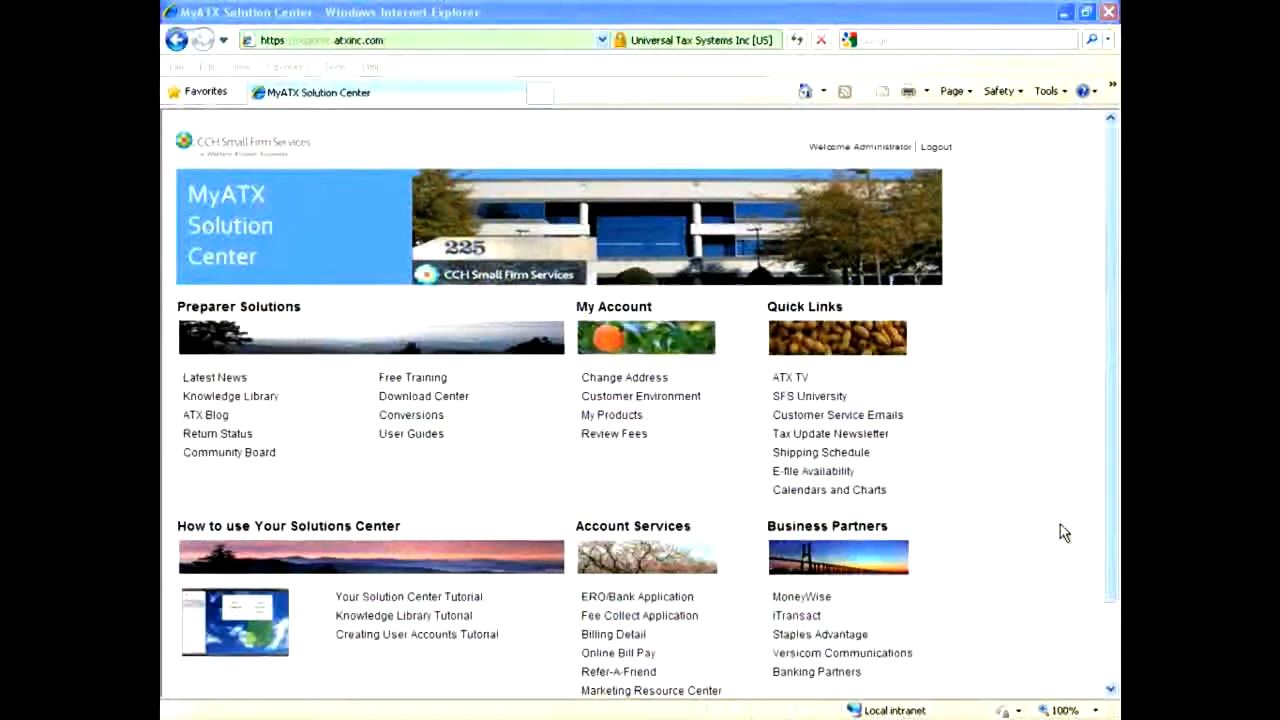 MyATX Solution Center - Windows Internet Explorer
https atxinc.com
Universal Tax Systems Inc [US]
Favorites
MyATX Solution Center
Page
Safety
Tools
CCH Small Firm Services
Welcome Administrator | Logout
MyATX
Solution
Center
225
CCH Small Firm Services
Preparer Solutions
Latest News
Knowledge Library
ATX Blog
Return Status
Community Board
Free Training
Download Center
Conversions
User Guides
My Account
Change Address
Customer Environment
My Products
Review Fees
Quick Links
ATX TV
SFS University
Customer Service Emails
Tax Update Newsletter
Shipping Schedule
E-file Availability
Calendars and Charts
How to use Your Solutions Center
Your Solution Center Tutorial
Knowledge Library Tutorial
Creating User Accounts Tutorial
Account Services
ERO/Bank Application
Fee Collect Application
Billing Detail
Online Bill Pay
Refer-A-Friend
Marketing Resource Center
Business Partners
MoneyWise
iTransact
Staples Advantage
Versicom Communications
Banking Partners
Local intranet
100%